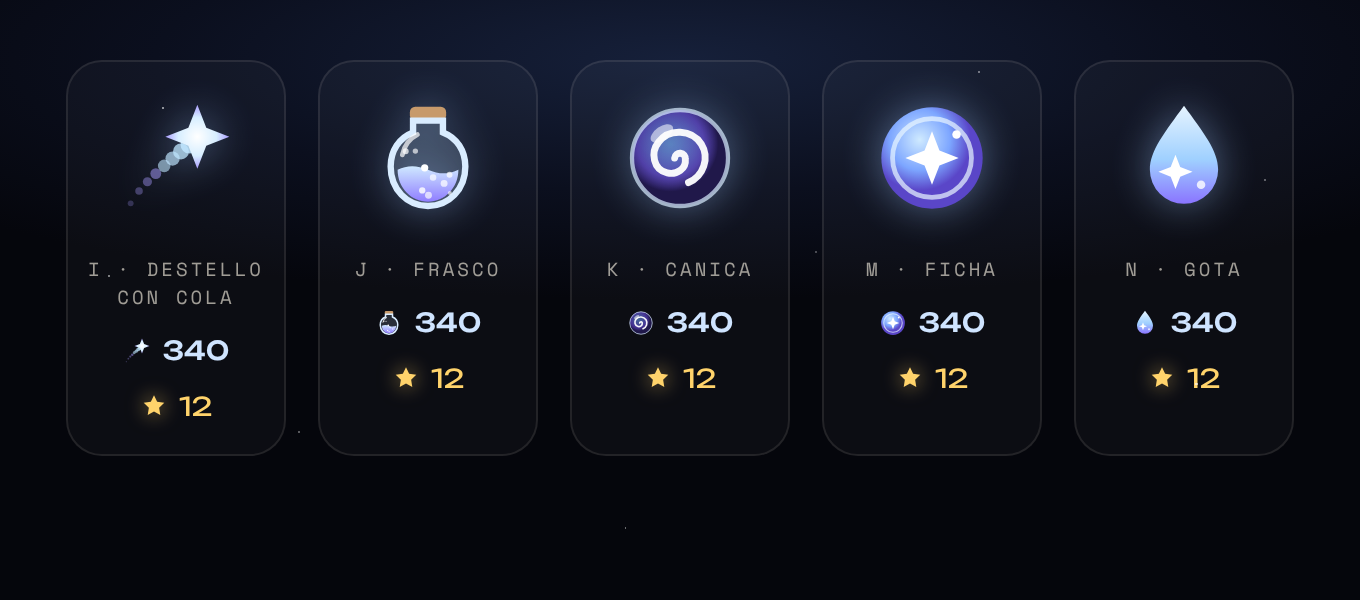 I · DESTELLO
CON COLA
340
12
J · FRASCO
340
12
K · CANICA
340
12
M · FICHA
340
12
N · GOTA
340
12